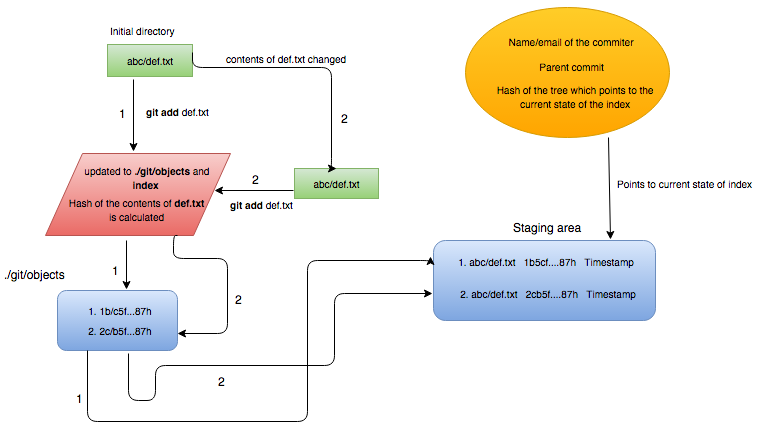 Initial directory
abc/def.txt
contents of def.txt changed
1
git add def.txt
2
updated to ./git/objects and
index
Hash of the contents of def.txt
is calculated
2
abc/def.txt
git add def.txt
1
./git/objects
1. 1b/c5f...87h
2. 2c/b5f...87h
2
1
2
Name/email of the commiter
Parent commit
Hash of the tree which points to the
current state of the index
Points to current state of index
Staging area
1. abc/def.txt 1b5cf....87h Timestamp
2. abc/def.txt 2cb5f....87h Timestamp